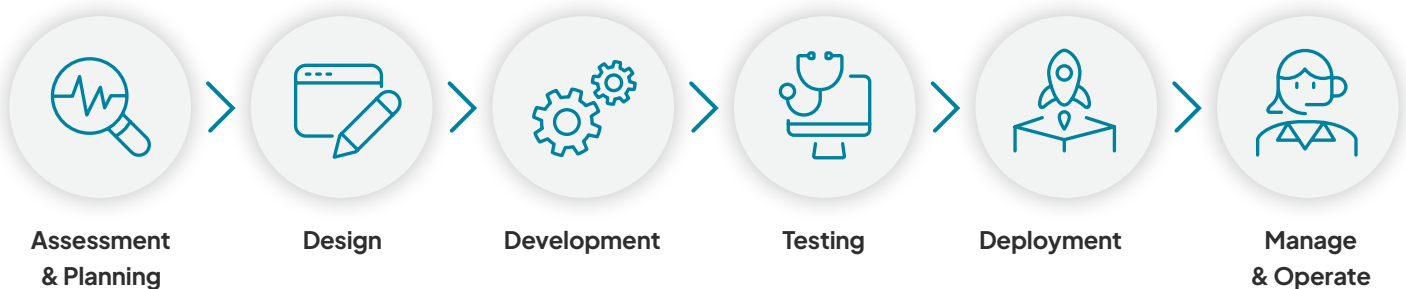 Assessment
& Planning
Design
Development
Testing
Deployment
Manage
& Operate